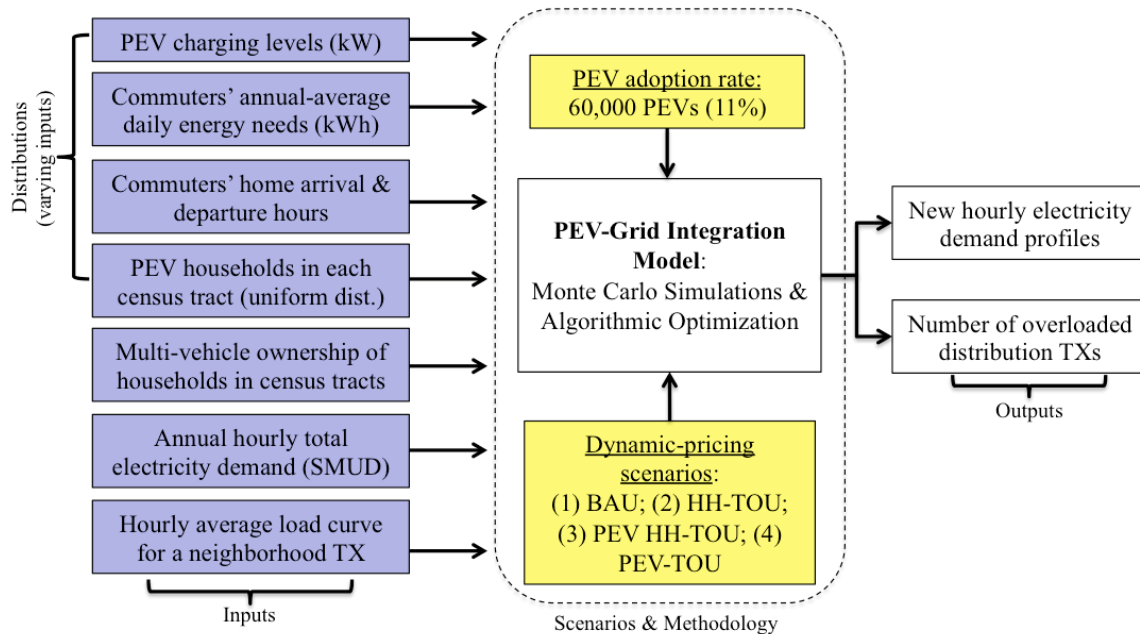 Distributions
(varying inputs)
PEV charging levels (kW)
Commuters’ annual-average
daily energy needs (kWh)
Commuters’ home arrival &
departure hours
PEV households in each
census tract (uniform dist.)
Multi-vehicle ownership of
households in census tracts
Annual hourly total
electricity demand (SMUD)
Hourly average load curve
for a neighborhood TX
Inputs
PEV adoption rate:
60,000 PEVs (11%)
PEV-Grid Integration
Model:
Monte Carlo Simulations &
Algorithmic Optimization
Dynamic-pricing
scenarios:
(1) BAU; (2) HH-TOU;
(3) PEV HH-TOU; (4)
PEV-TOU
Scenarios & Methodology
New hourly electricity
demand profiles
Number of overloaded
distribution TXs
Outputs